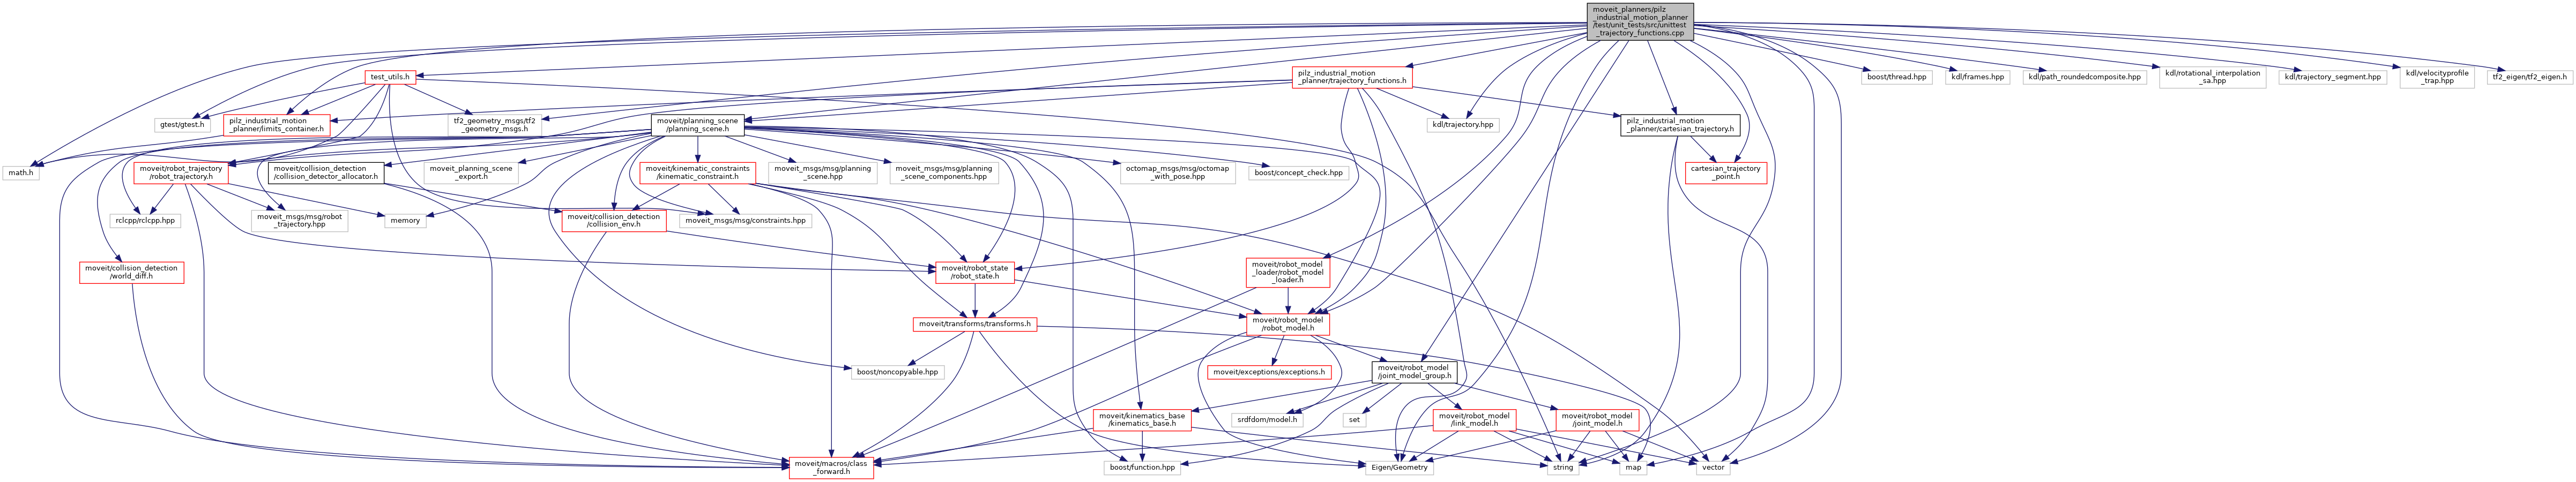 moveit_planners/pilz
_industrial_motion_planner
/test/unit_tests/src/unittest
_trajectory_functions.cpp
test_utils.h
pilz_industrial_motion
_planner/trajectory_functions.h
boost/thread.hpp
kdl/frames.hpp
kdl/path_roundedcomposite.hpp
kdl/rotational_interpolation
_sa.hpp
kdl/trajectory_segment.hpp
kdl/velocityprofile
_trap.hpp
tf2_eigen/tf2_eigen.h
gtest/gtest.h
pilz_industrial_motion
_planner/limits_container.h
tf2_geometry_msgs/tf2
_geometry_msgs.h
moveit/planning_scene
/planning_scene.h
kdl/trajectory.hpp
pilz_industrial_motion
_planner/cartesian_trajectory.h
math.h
moveit/robot_trajectory
/robot_trajectory.h
moveit/collision_detection
/collision_detector_allocator.h
moveit_planning_scene
_export.h
moveit/kinematic_constraints
/kinematic_constraint.h
moveit_msgs/msg/planning
_scene.hpp
moveit_msgs/msg/planning
_scene_components.hpp
octomap_msgs/msg/octomap
_with_pose.hpp
boost/concept_check.hpp
cartesian_trajectory
_point.h
rclcpp/rclcpp.hpp
moveit_msgs/msg/robot
_trajectory.hpp
memory
moveit/collision_detection
/collision_env.h
moveit_msgs/msg/constraints.hpp
moveit/collision_detection
/world_diff.h
moveit/robot_state
/robot_state.h
moveit/robot_model
_loader/robot_model
_loader.h
moveit/transforms/transforms.h
moveit/robot_model
/robot_model.h
boost/noncopyable.hpp
moveit/exceptions/exceptions.h
moveit/robot_model
/joint_model_group.h
moveit/kinematics_base
/kinematics_base.h
srdfdom/model.h
set
moveit/robot_model
/link_model.h
moveit/robot_model
/joint_model.h
moveit/macros/class
_forward.h
boost/function.hpp
Eigen/Geometry
string
map
vector